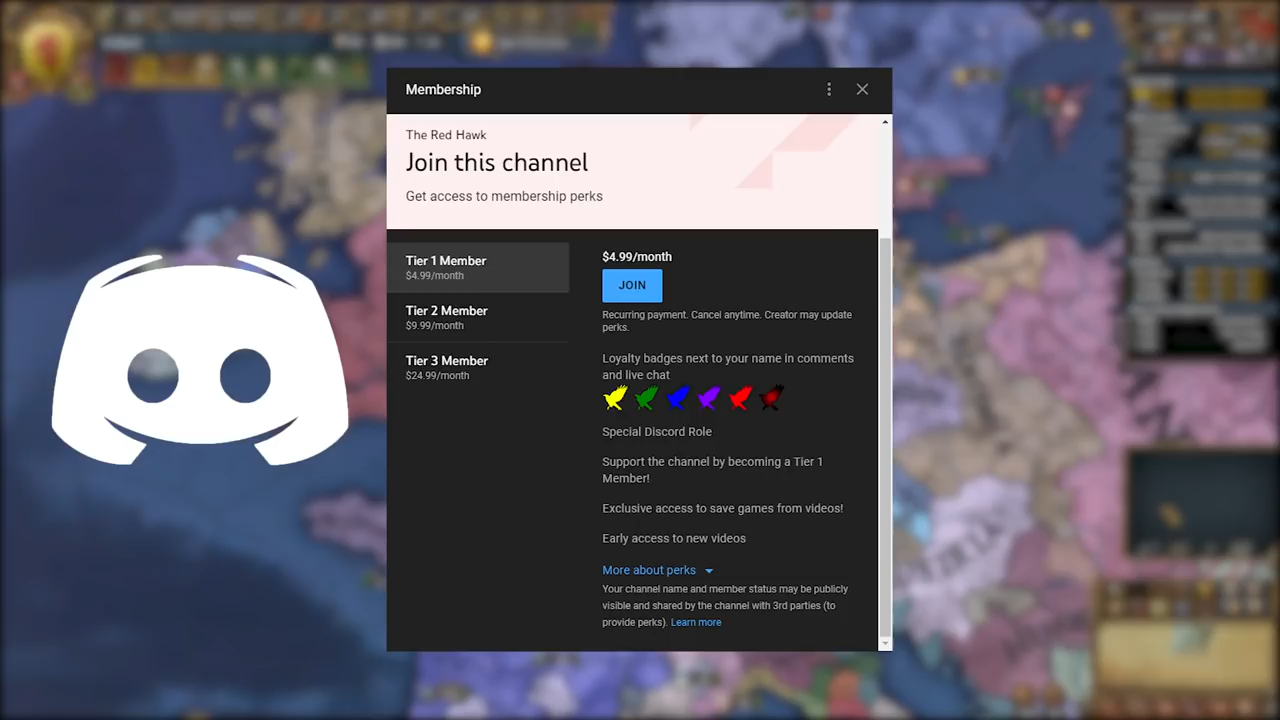 Membership
The Red Hawk
Join this channel
Get access to membership perks
Tier 1 Member
$4.99/month
Tier 2 Member
$9.99/month
Tier 3 Member
$24.99/month
$4.99/month
JOIN
Recurring payment. Cancel anytime. Creator may update
perks.
Loyalty badges next to your name in comments
and live chat
Special Discord Role
Support the channel by becoming a Tier 1
Member!
Exclusive access to save games from videos!
Early access to new videos
More about perks
Your channel name and member status may be publicly
visible and shared by the channel with 3rd parties (to
provide perks). Learn more